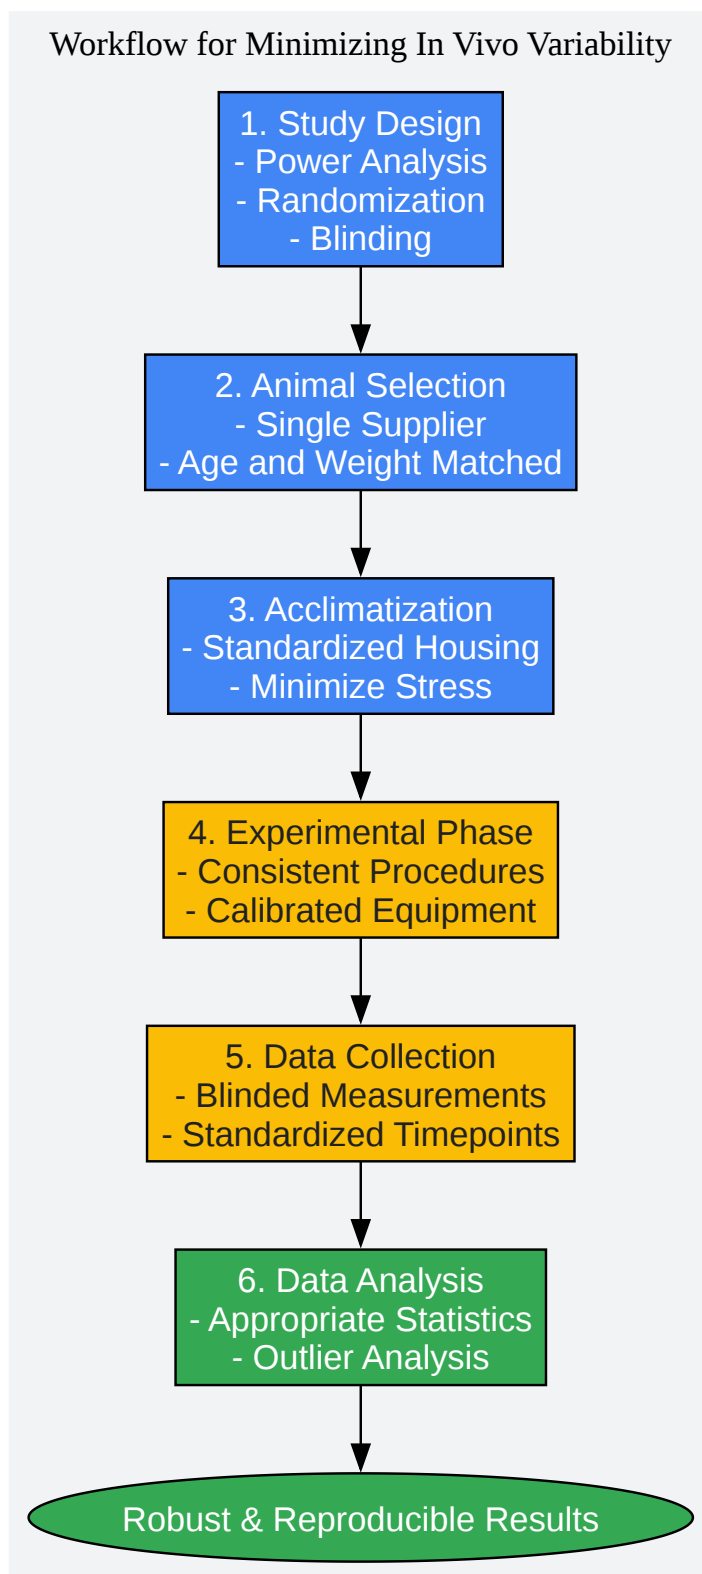 Workflow for Minimizing In Vivo Variability
1. Study Design
- Power Analysis
- Randomization
- Blinding
2. Animal Selection
- Single Supplier
- Age and Weight Matched
3. Acclimatization
- Standardized Housing
- Minimize Stress
4. Experimental Phase
- Consistent Procedures
- Calibrated Equipment
5. Data Collection
- Blinded Measurements
- Standardized Timepoints
6. Data Analysis
- Appropriate Statistics
- Outlier Analysis
Robust & Reproducible Results